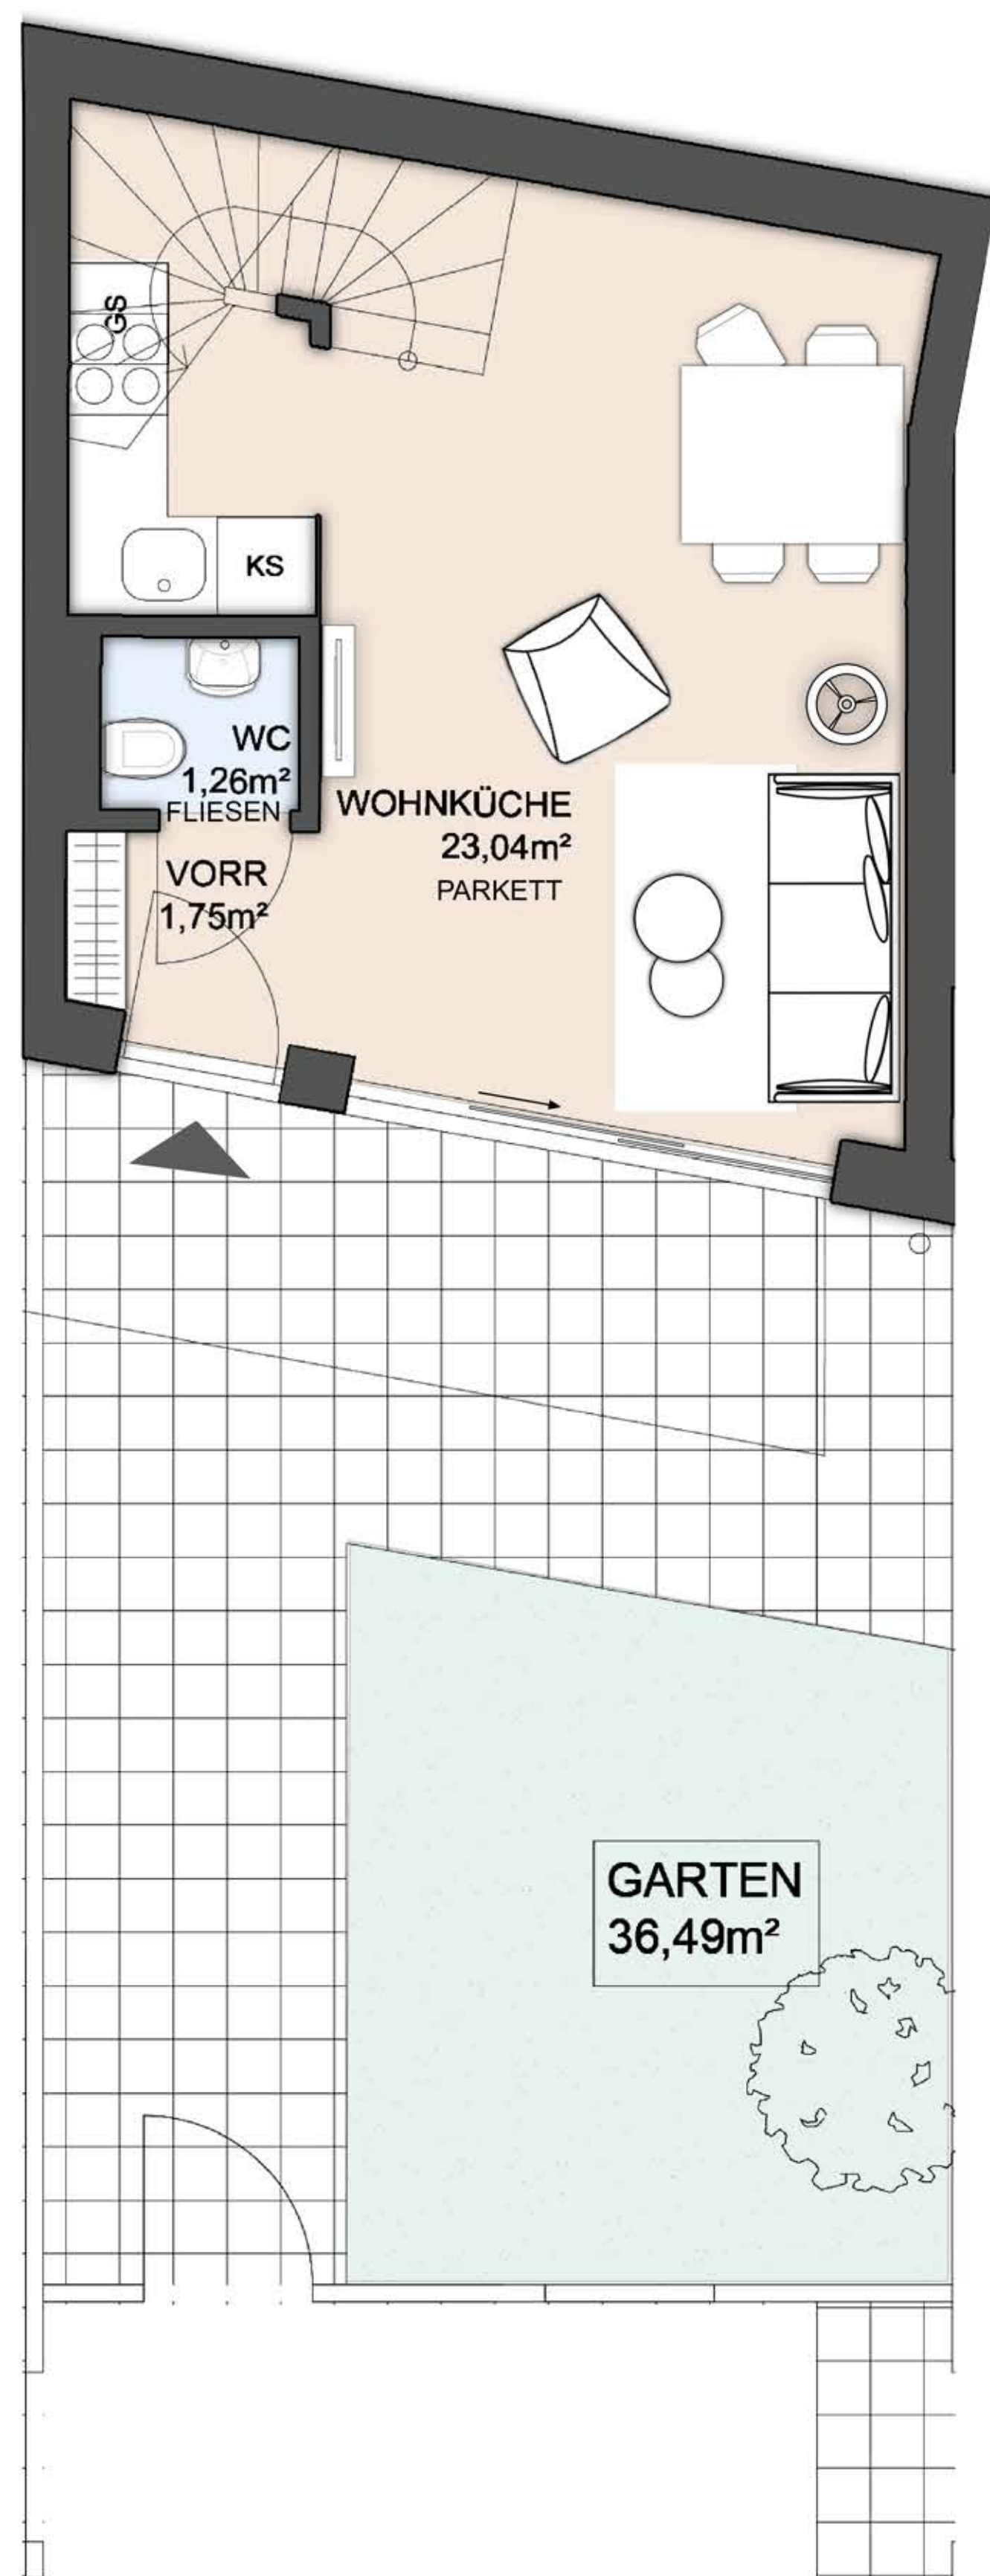 GS
KS
WC
1,26m²
FLIESEN
WOHNKÜCHE
23,04m²
PARKETT
VORR
1,75m²
GARTEN
36,49m²